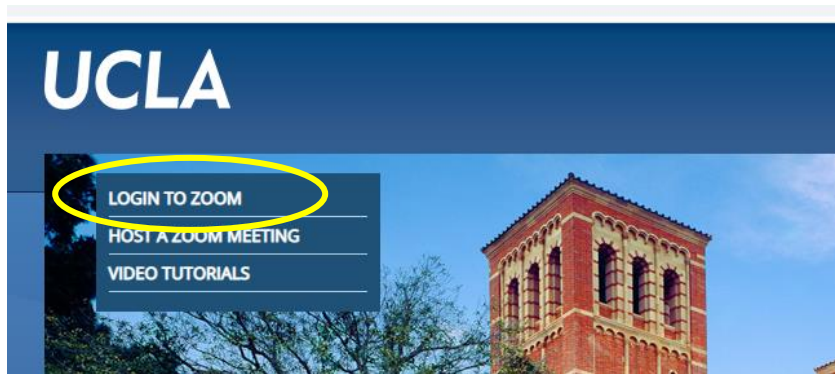 UCLA
LOGIN TO ZOOM
HOST A ZOOM MEETING
VIDEO TUTORIALS